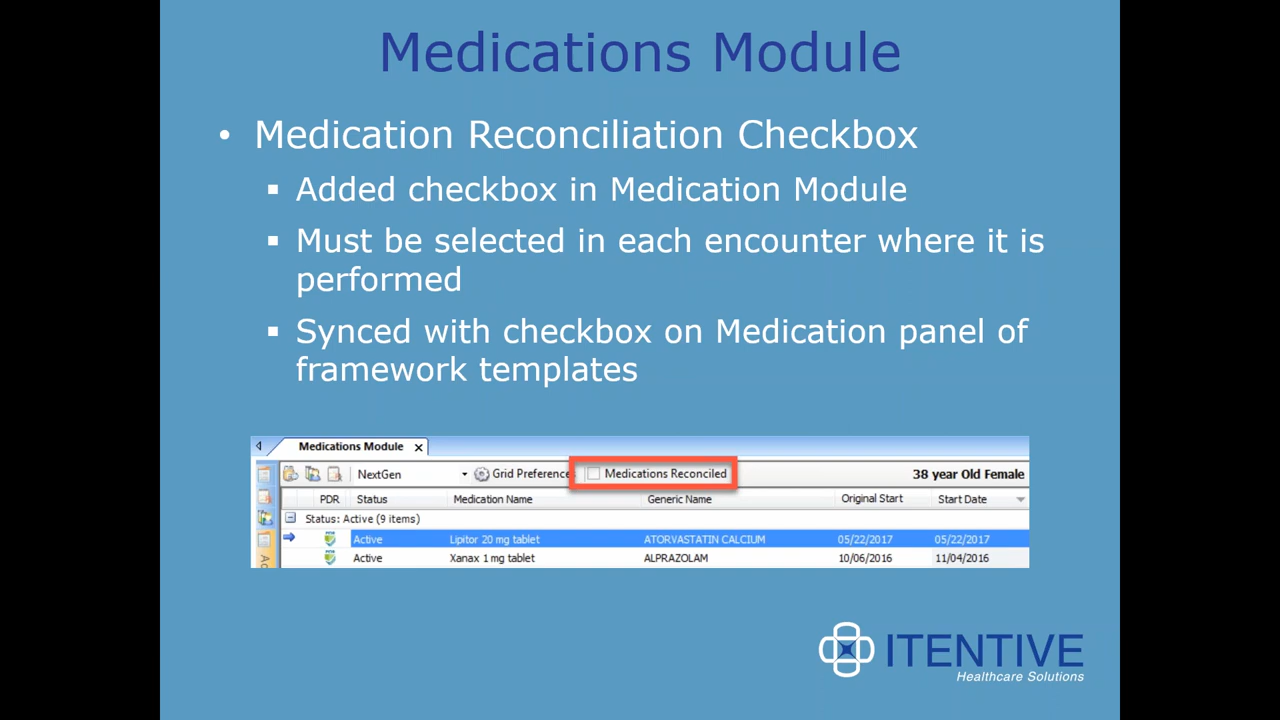 Medications Module
• Medication Reconciliation Checkbox
▪ Added checkbox in Medication Module
▪ Must be selected in each encounter where it is
performed
▪ Synced with checkbox on Medication panel of
framework templates
Medications Module
NextGen Grid Preference Medications Reconciled 38 year Old Female
PDR Status Medication Name Generic Name Original Start Start Date
Status: Active (9 items)
Active Lipitor 20 mg tablet ATORVASTATIN CALCIUM 05/22/2017 05/22/2017
Active Xanax 1 mg tablet ALPRAZOLAM 10/06/2016 11/04/2016
ITENTIVE
Healthcare Solutions